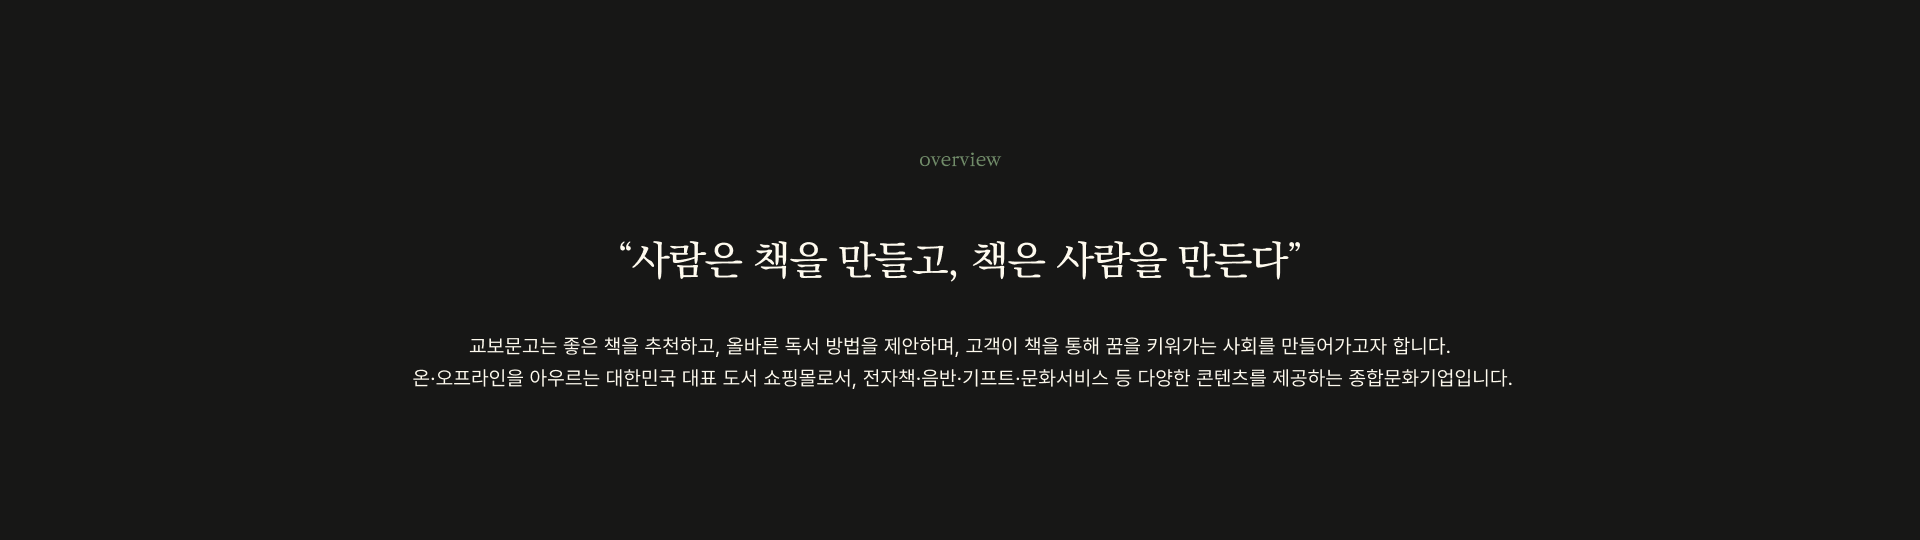 overview
“사람은 책을 만들고, 책은 사람을 만든다”
교보문고는 좋은 책을 추천하고, 올바른 독서 방법을 제안하며, 고객이 책을 통해 꿈을 키워가는 사회를 만들어가고자 합니다.
온·오프라인을 아우르는 대한민국 대표 도서 쇼핑몰로서, 전자책·음반·기프트·문화서비스 등 다양한 콘텐츠를 제공하는 종합문화기업입니다.